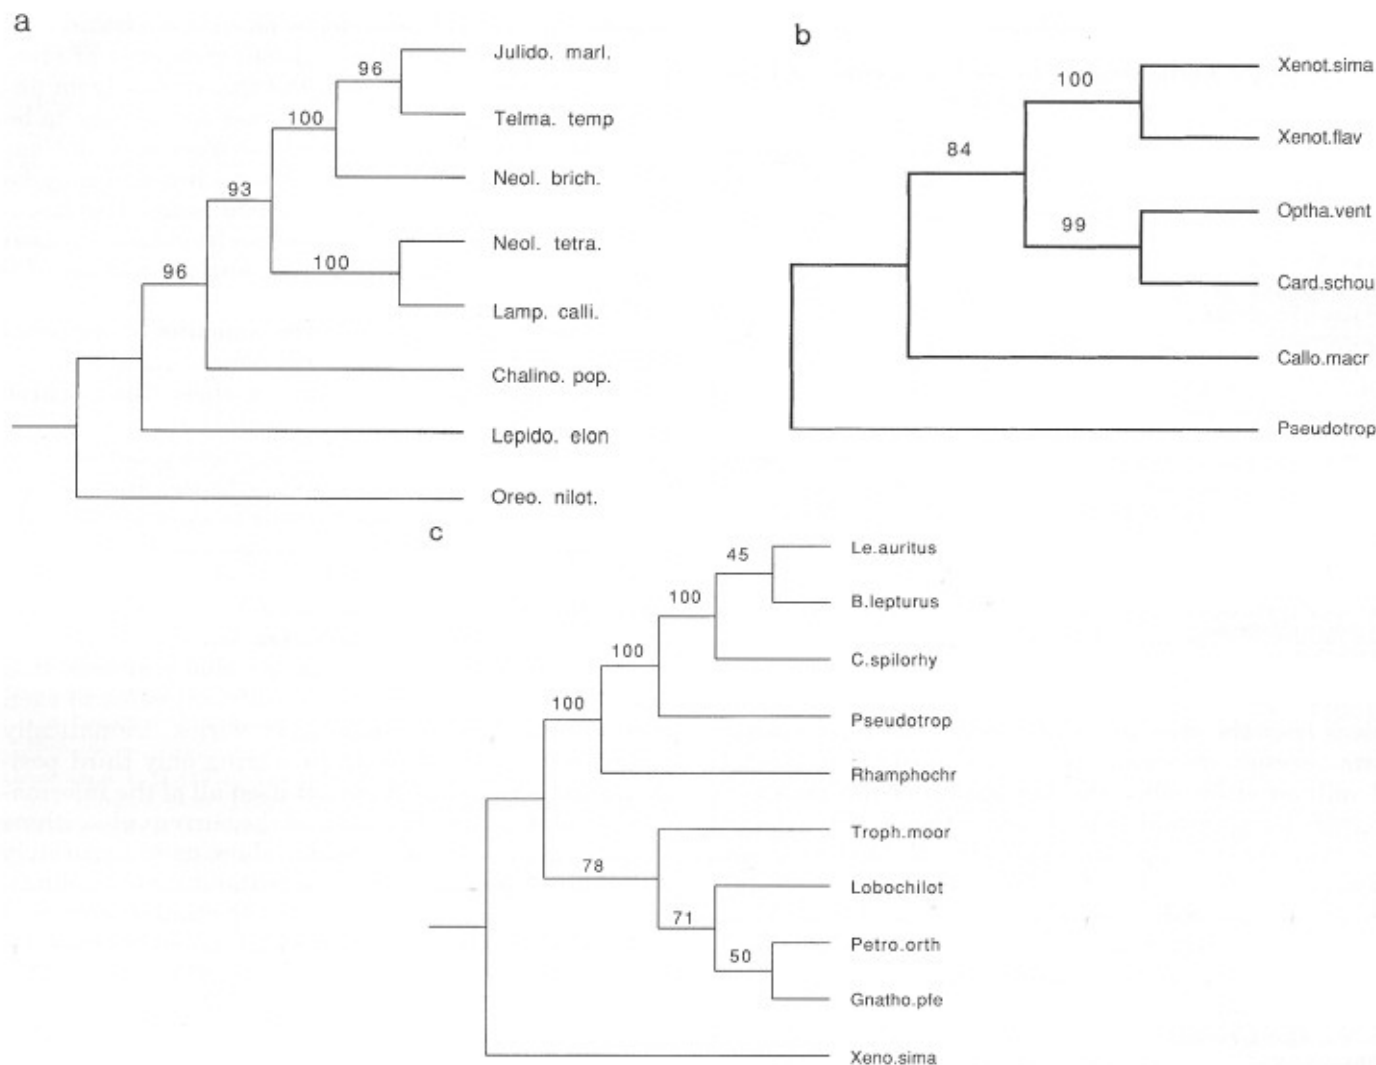 a
Julido. marl.
96
Telma. temp
100
Neol. brich.
93
Neol. tetra.
100
96
Lamp. calli.
Chalino. pop.
Lepido. elon
Oreo. nilot.
b
Xenot.sima
100
Xenot.flav
84
Optha.vent
99
Card.schou
Callo.macr
Pseudotrop
c
Le.auritus
45
B.lepturus
100
C.spilorhy
100
Pseudotrop
100
Rhamphochr
Troph.moor
78
Lobochilot
71
Petro.orth
50
Gnatho.pfe
Xeno.sima